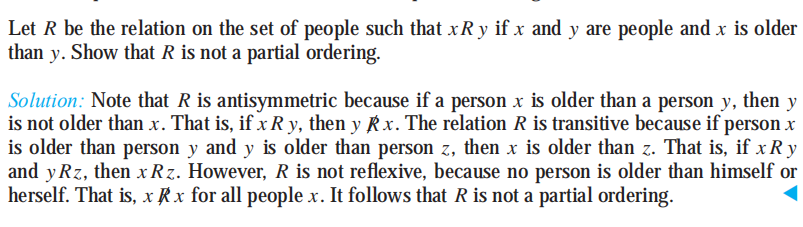 Let R be the relation on the set of people such that xRy if x and y are people and x is older
than y. Show that R is not a partial ordering.
Solution: Note that R is antisymmetric because if a person x is older than a person y, then y
is not older than x. That is, if xRy, then y R̸ x. The relation R is transitive because if person x
is older than person y and y is older than person z, then x is older than z. That is, if xRy
and yRz, then xRz. However, R is not reflexive, because no person is older than himself or
herself. That is, x R̸ x for all people x. It follows that R is not a partial ordering.